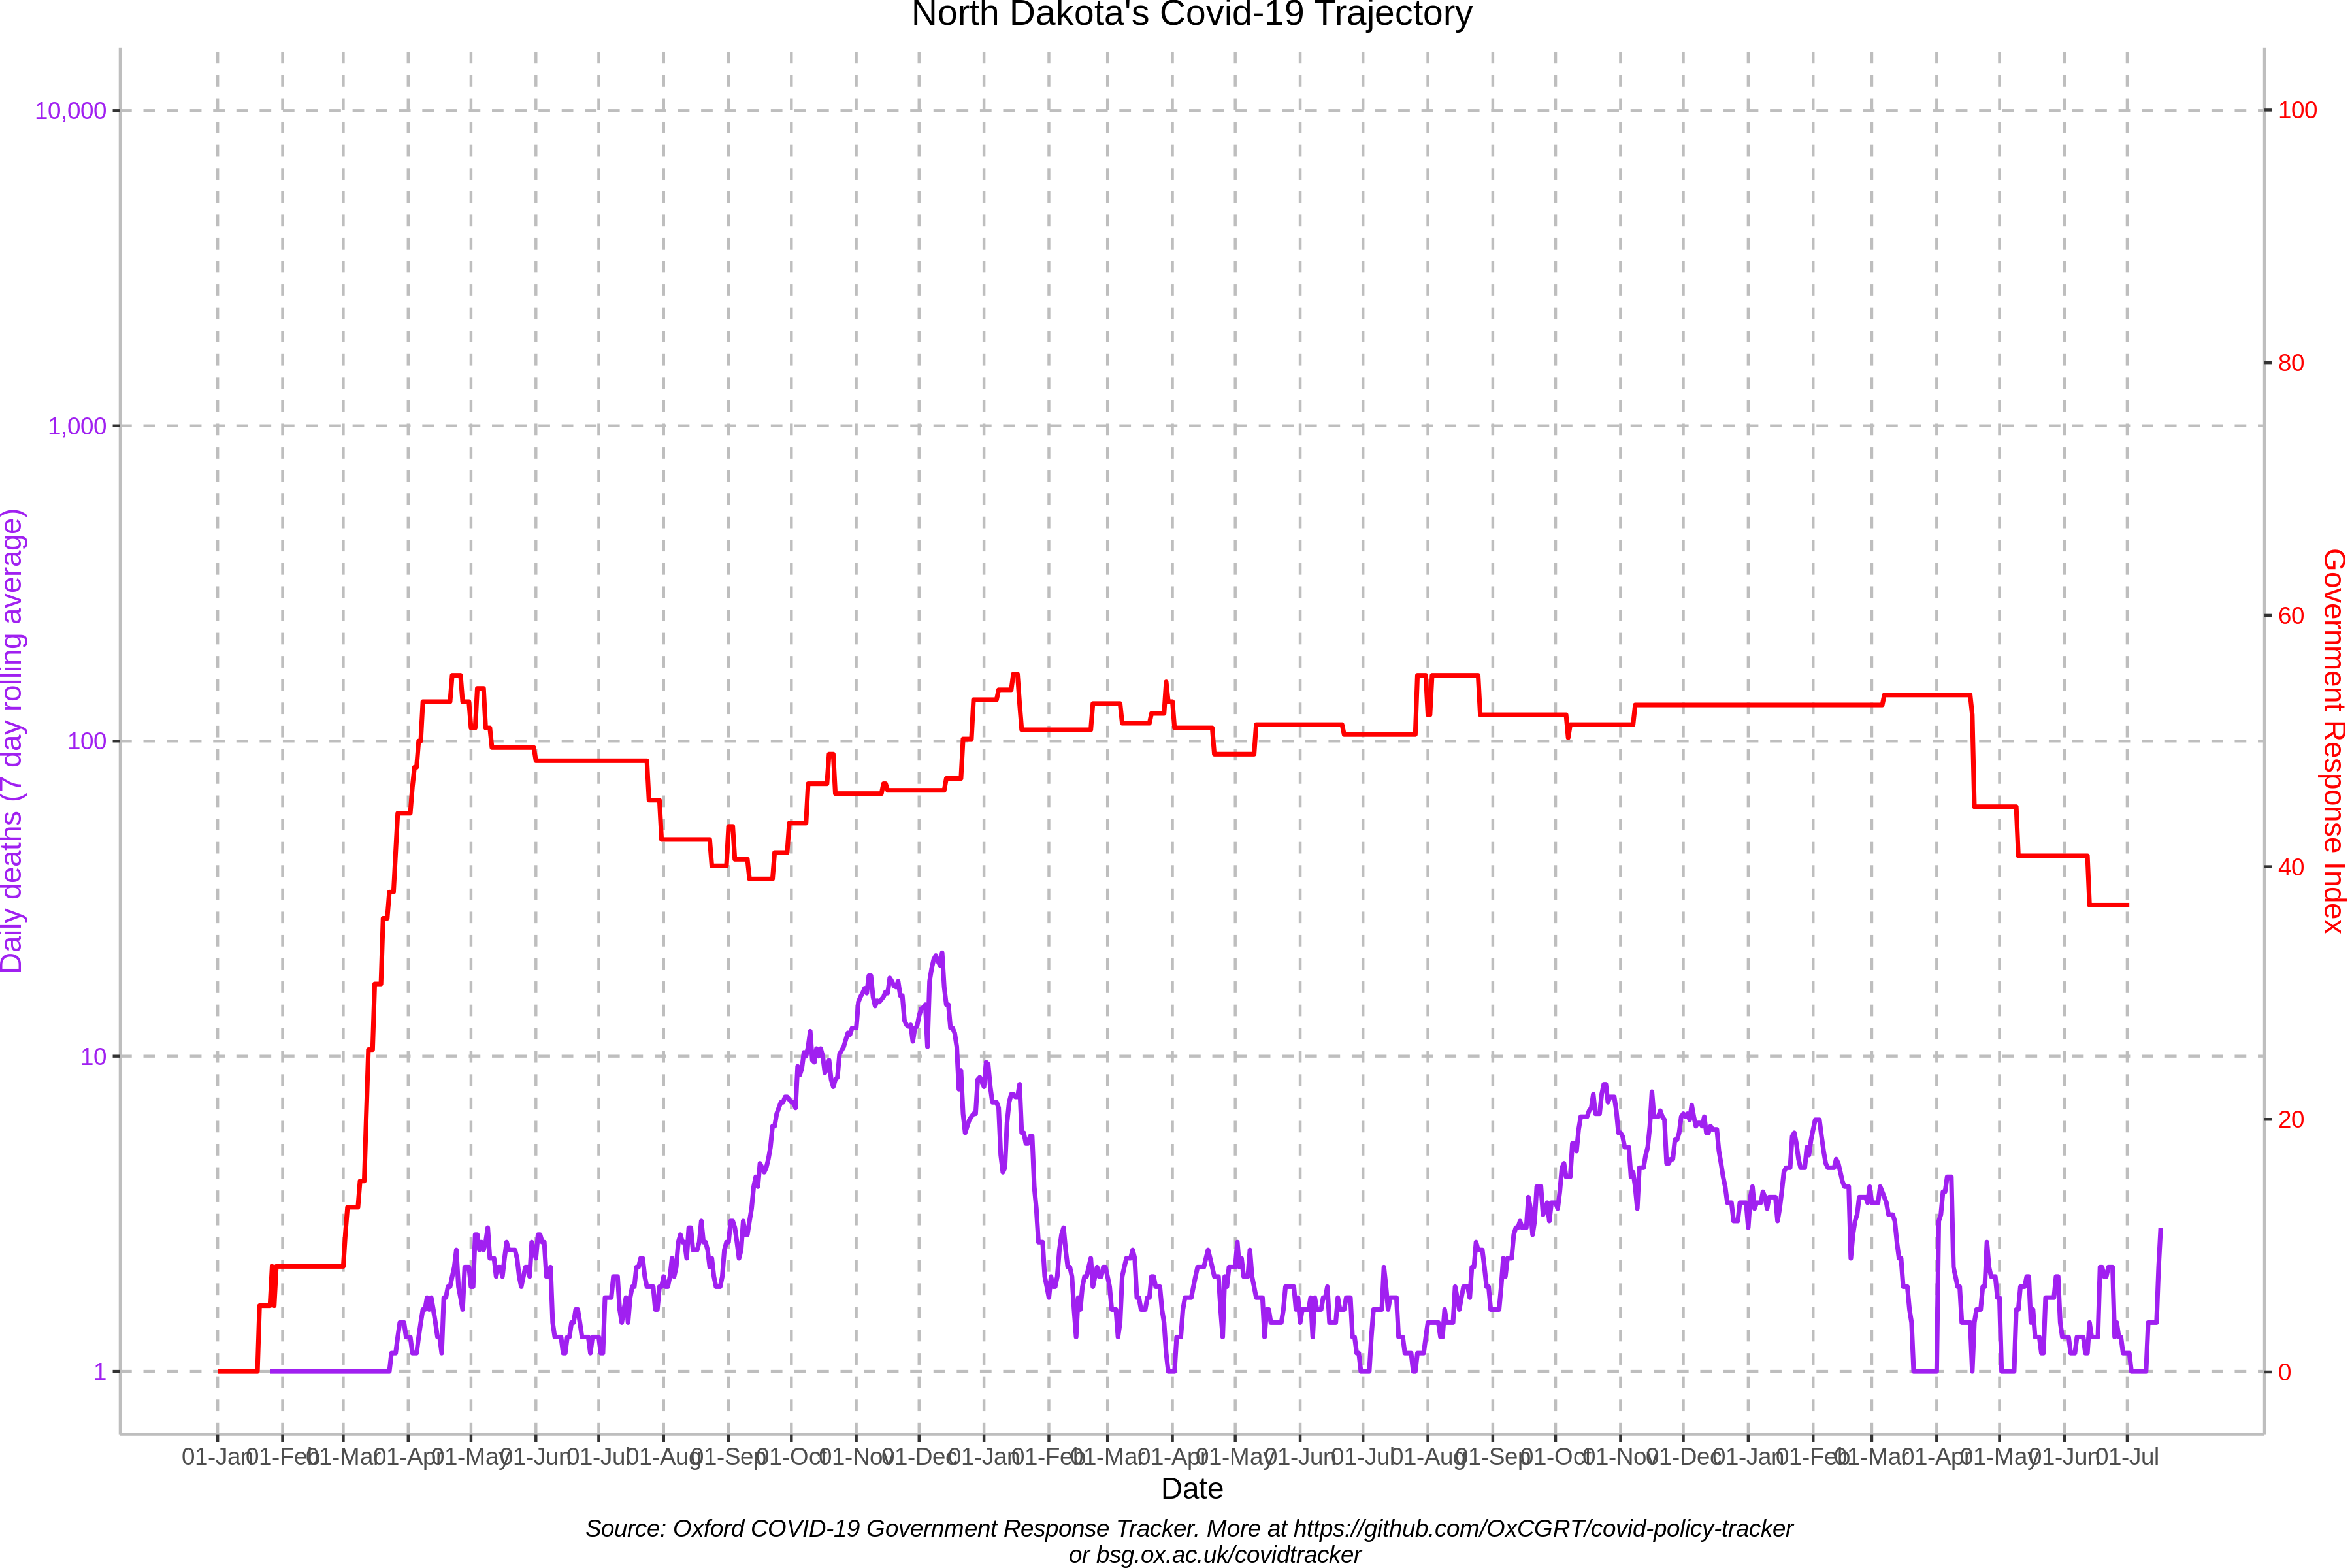 North Dakota's Covid-19 Trajectory
10,000
1,000
100
10
1
Daily deaths (7 day rolling average)
100
80
60
40
20
0
Government Response Index
01-Jan 01-Feb 01-Mar 01-Apr 01-May 01-Jun 01-Jul 01-Aug 01-Sep 01-Oct 01-Nov 01-Dec 01-Jan 01-Feb 01-Mar 01-Apr 01-May 01-Jun 01-Jul 01-Aug 01-Sep 01-Oct 01-Nov 01-Dec 01-Jan 01-Feb 01-Mar 01-Apr 01-May 01-Jun 01-Jul
Date
Source: Oxford COVID-19 Government Response Tracker. More at https://github.com/OxCGRT/covid-policy-tracker
or bsg.ox.ac.uk/covidtracker